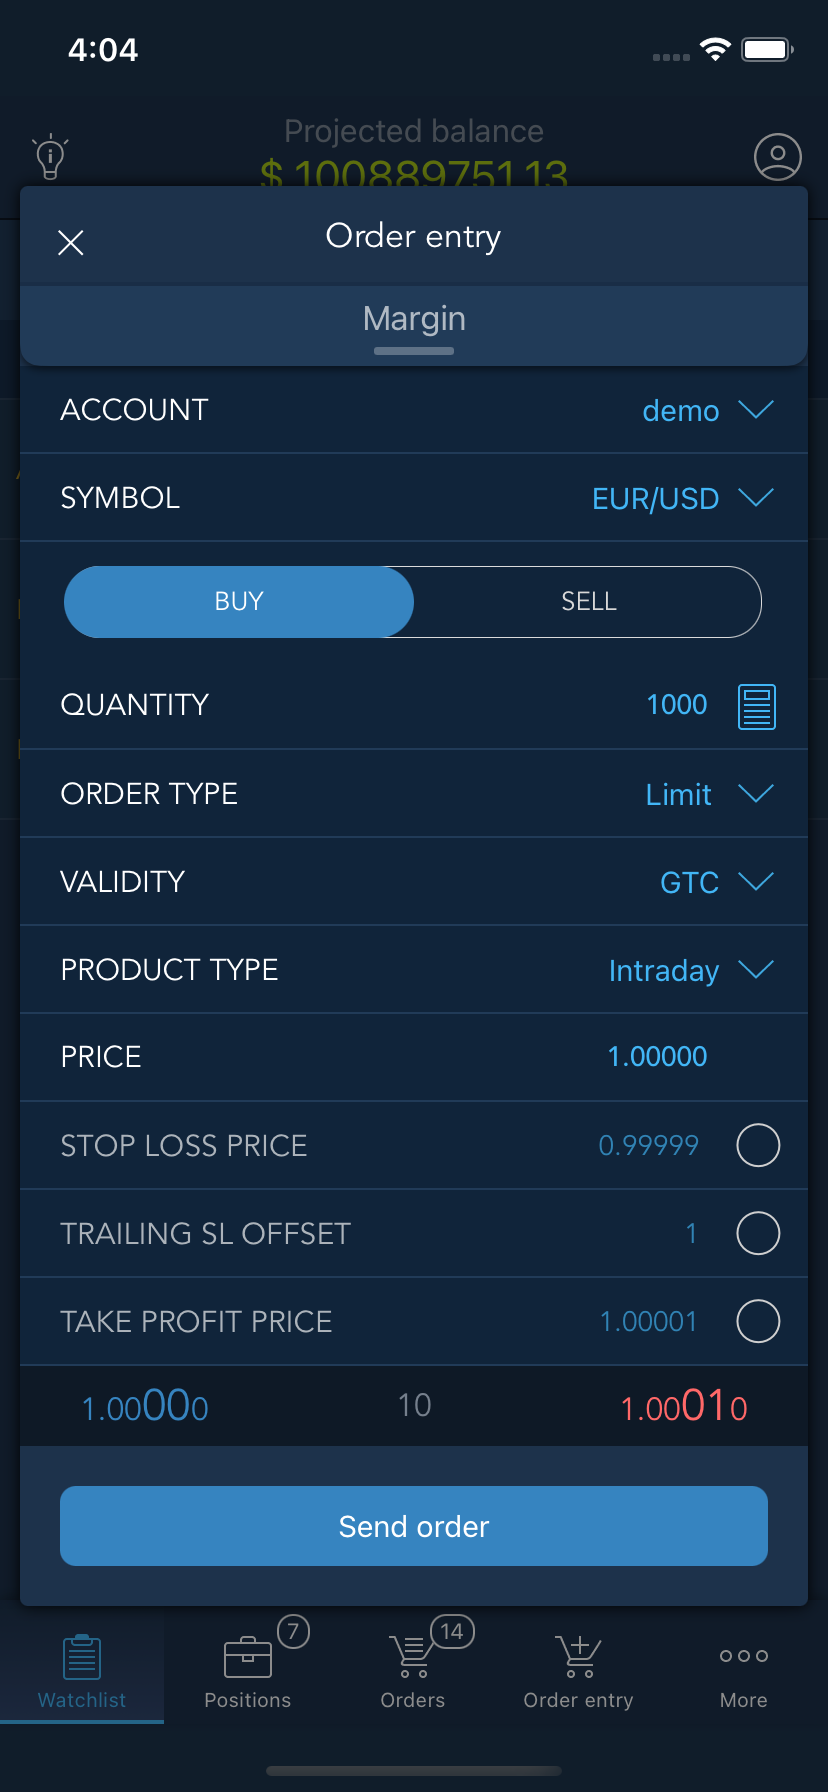 4:04
Projected balance
$ 100889751.13
Order entry
Margin
ACCOUNT demo
SYMBOL EUR/USD
BUY SELL
QUANTITY 1000
ORDER TYPE Limit
VALIDITY GTC
PRODUCT TYPE Intraday
PRICE 1.00000
STOP LOSS PRICE 0.99999
TRAILING SL OFFSET 1
TAKE PROFIT PRICE 1.00001
1.00000 10 1.00010
Send order
7 14
Watchlist Positions Orders Order entry More